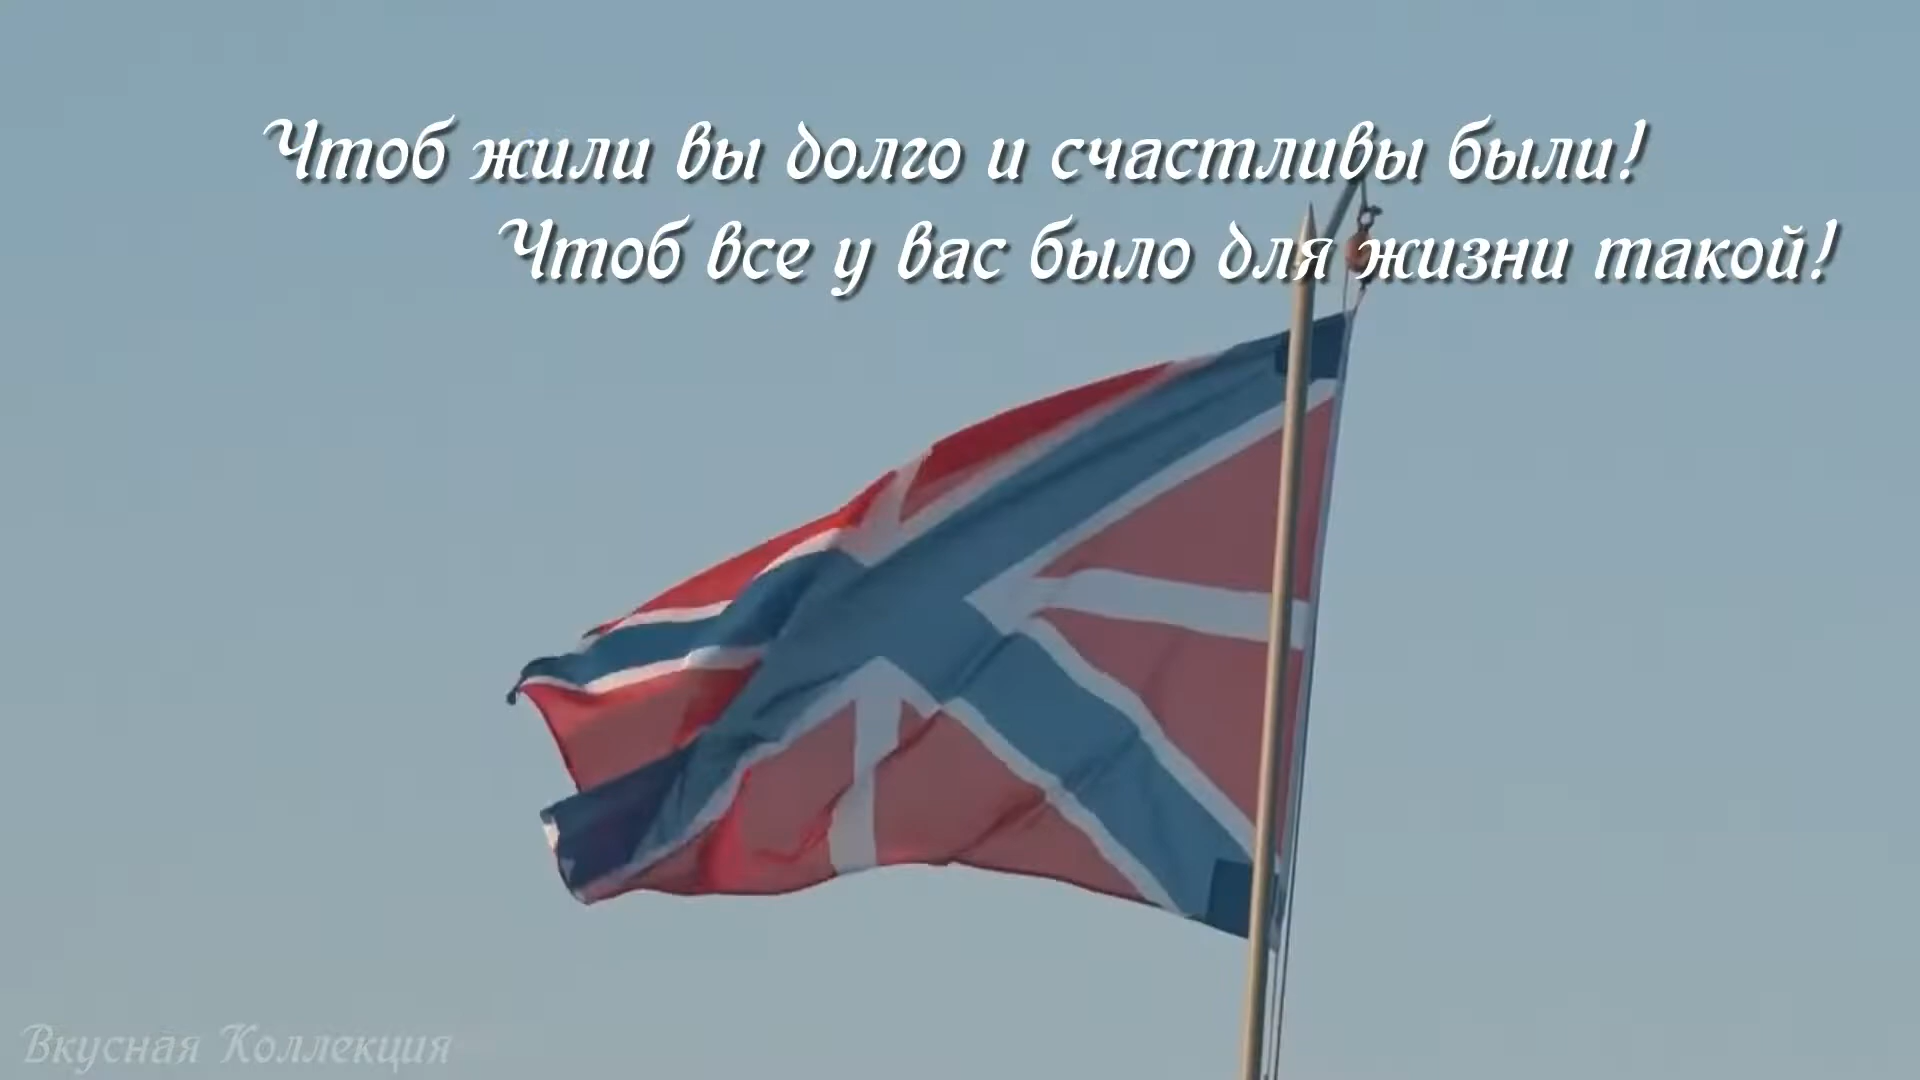 Чтоб жили вы долго и счастливы были!
Чтоб все у вас было для жизни такой!
Вкусная Коллекция